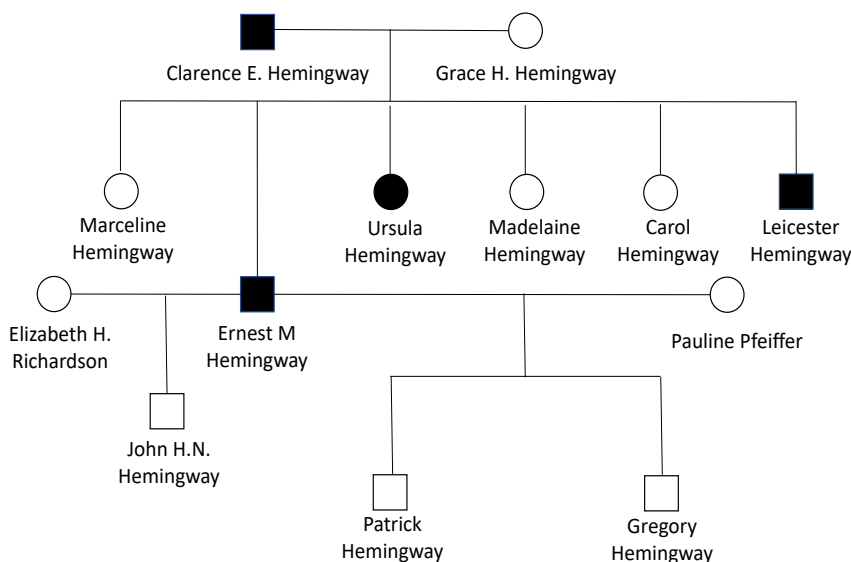 Clarence E. Hemingway
Grace H. Hemingway
Marceline
Hemingway
Ursula
Hemingway
Madelaine
Hemingway
Carol
Hemingway
Leicester
Hemingway
Elizabeth H.
Richardson
Ernest M
Hemingway
Pauline Pfeiffer
John H.N.
Hemingway
Patrick
Hemingway
Gregory
Hemingway